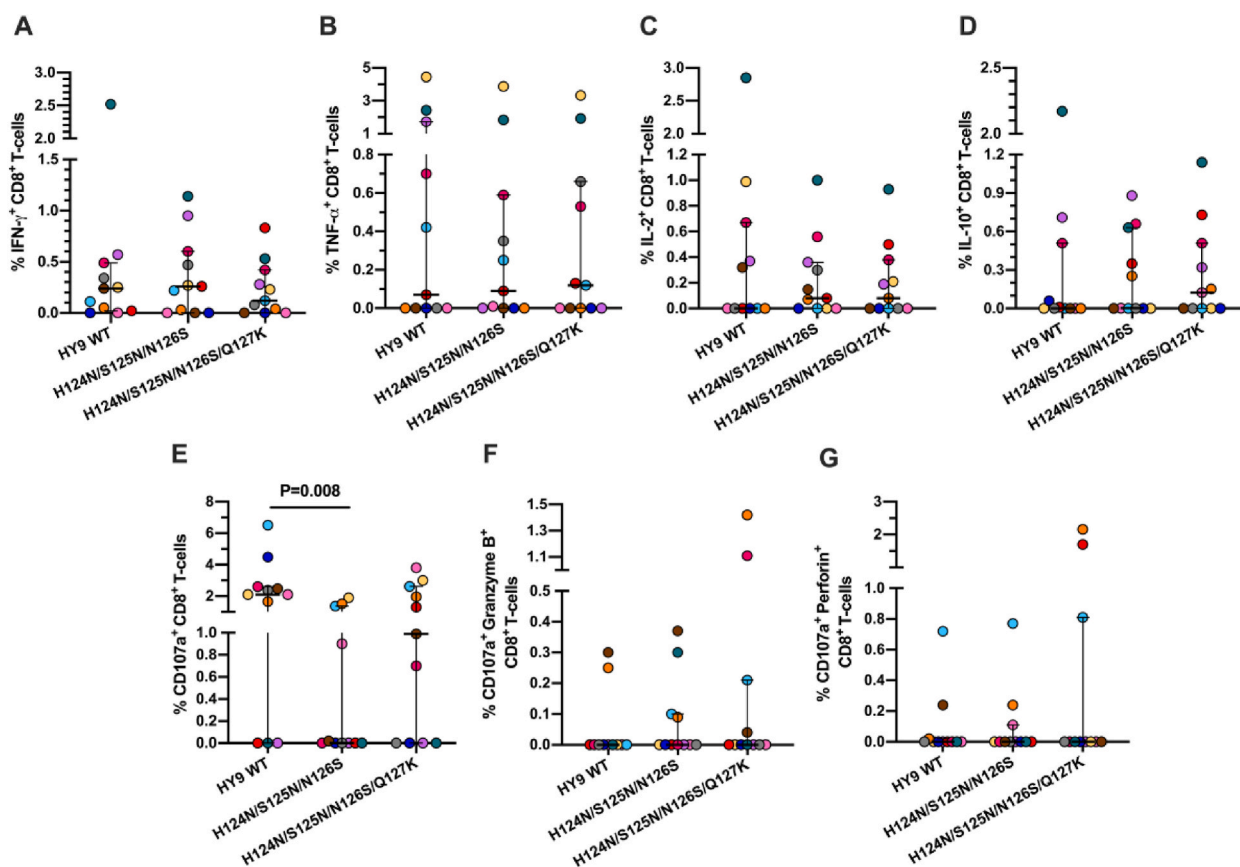 A
% IFN-γ⁺ CD8⁺ T-cells
3.0
2.5
2.0
1.5
1.0
0.5
0.0
HY9 WT
H124N/S125N/N126S
H124N/S125N/N126S/Q127K
B
% TNF-α⁺ CD8⁺ T-cells
5
4
3
2
1
0.8
0.6
0.4
0.2
0.0
HY9 WT
H124N/S125N/N126S
H124N/S125N/N126S/Q127K
C
% IL-2⁺ CD8⁺ T-cells
3.0
2.5
2.0
1.2
1.0
0.8
0.6
0.4
0.2
0.0
HY9 WT
H124N/S125N/N126S
H124N/S125N/N126S/Q127K
D
% IL-10⁺ CD8⁺ T-cells
2.5
2.0
1.2
0.9
0.6
0.3
0.0
HY9 WT
H124N/S125N/N126S
H124N/S125N/N126S/Q127K
E
% CD107a⁺ CD8⁺ T-cells
P=0.008
8
6
4
2
1.0
0.8
0.6
0.4
0.2
0.0
HY9 WT
H124N/S125N/N126S
H124N/S125N/N126S/Q127K
F
% CD107a⁺ Granzyme B⁺
CD8⁺ T-cells
1.5
1.3
1.1
0.5
0.4
0.3
0.2
0.1
0.0
HY9 WT
H124N/S125N/N126S
H124N/S125N/N126S/Q127K
G
% CD107a⁺ Perforin⁺
CD8⁺ T-cells
3
2
1
0.8
0.6
0.4
0.2
0.0
HY9 WT
H124N/S125N/N126S
H124N/S125N/N126S/Q127K